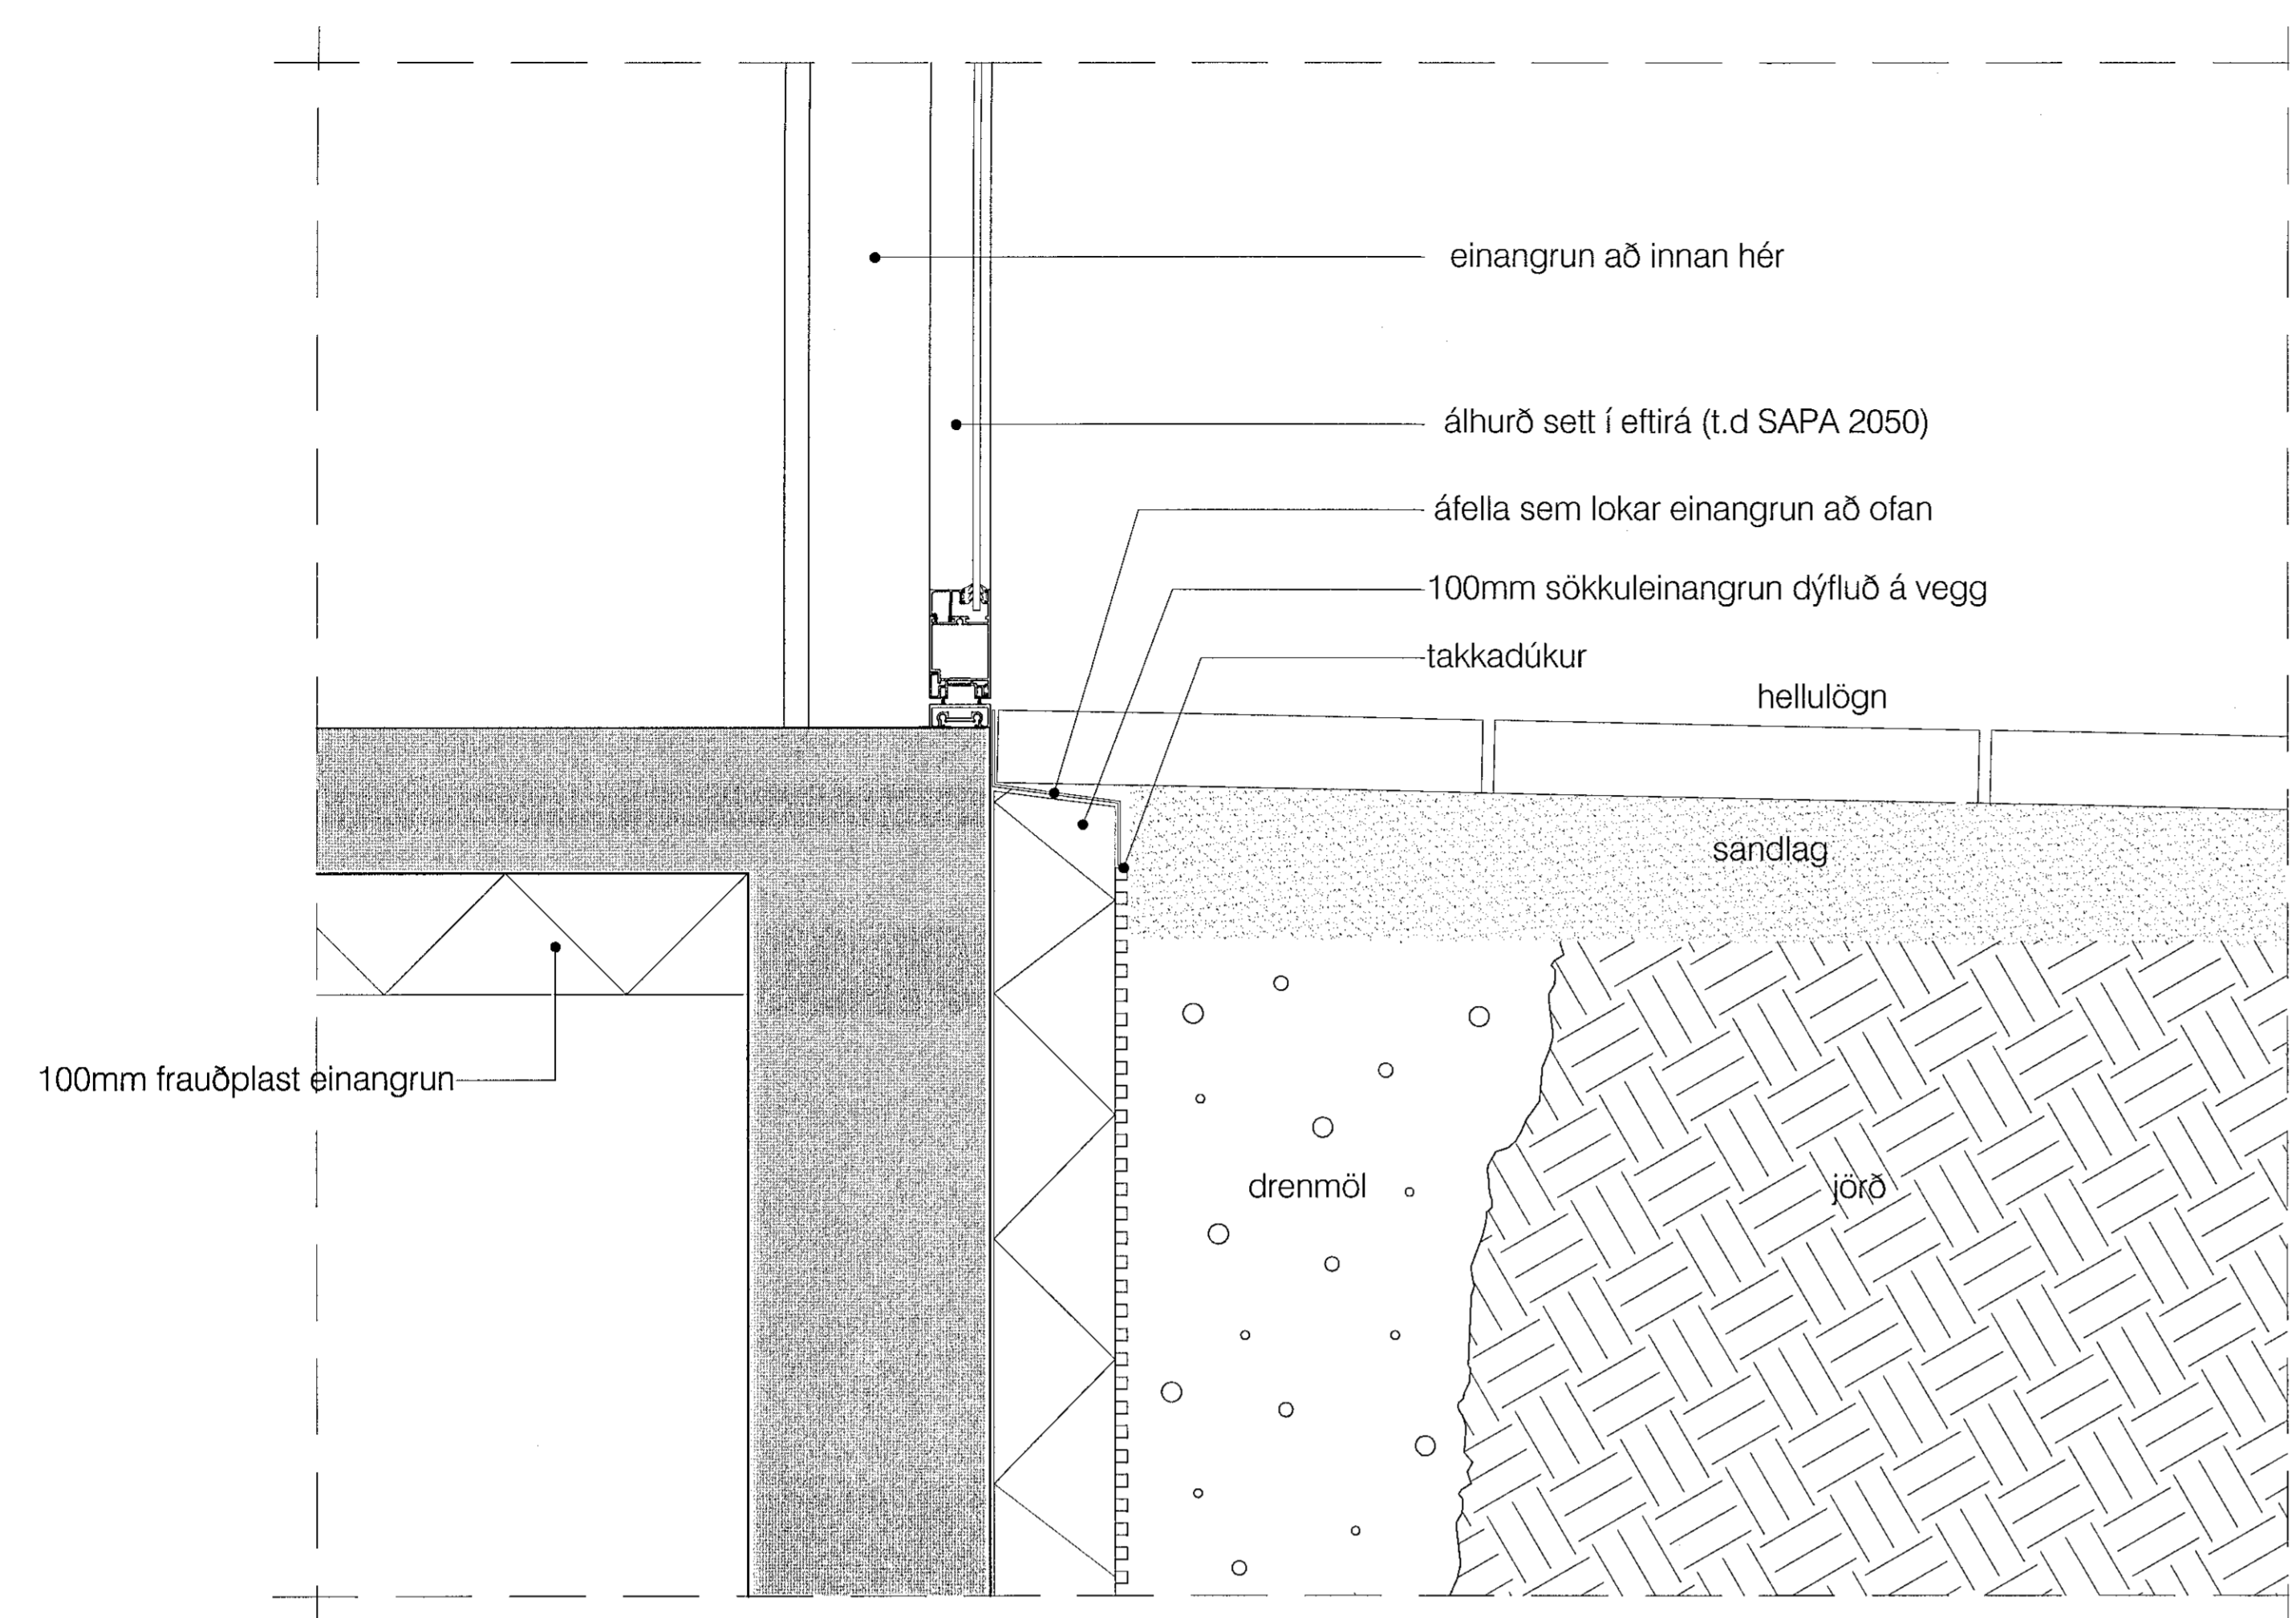 einangrun að innan hér
álhurð sett í eftirá (t.d SAPA 2050)
áfella sem lokar einangrun að ofan
100mm sökkuleinangrun dýfluð á vegg
takkadúkur
hellulögn
sandlag
100mm frauðplast einangrun
drenmöl
jörð